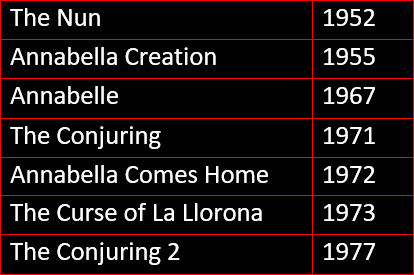 The Nun 1952
Annabella Creation 1955
Annabelle 1967
The Conjuring 1971
Annabella Comes Home 1972
The Curse of La Llorona 1973
The Conjuring 2 1977